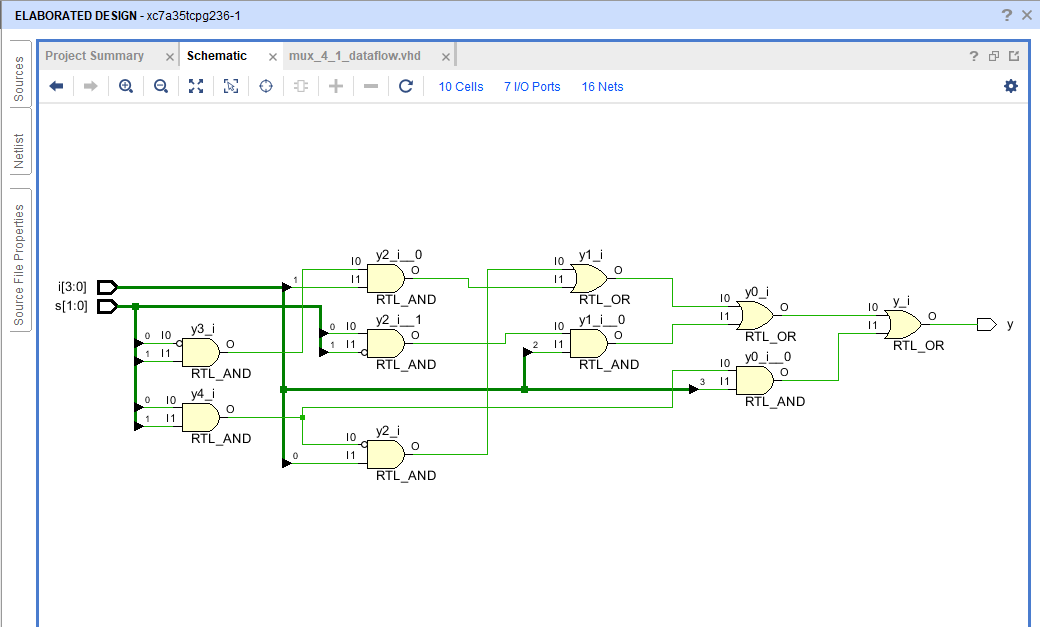 ELABORATED DESIGN - xc7a35tcpg236-1
? ×
Sources
Netlist
Source File Properties
Project Summary × Schematic × mux_4_1_dataflow.vhd × ?
10 Cells 7 I/O Ports 16 Nets
i[3:0]
s[1:0]
0 I0
1 I1
y3_i
O
RTL_AND
0 I0
1 I1
y4_i
O
RTL_AND
1
I0
I1
y2_i__0
O
RTL_AND
0 I0
1 I1
y2_i__1
O
RTL_AND
I0
0 I1
y2_i
O
RTL_AND
I0
I1
y1_i
O
RTL_OR
I0
2 I1
y1_i__0
O
RTL_AND
I0
I1
y0_i
O
RTL_OR
I0
3 I1
y0_i__0
O
RTL_AND
I0
I1
y_i
O
RTL_OR
y